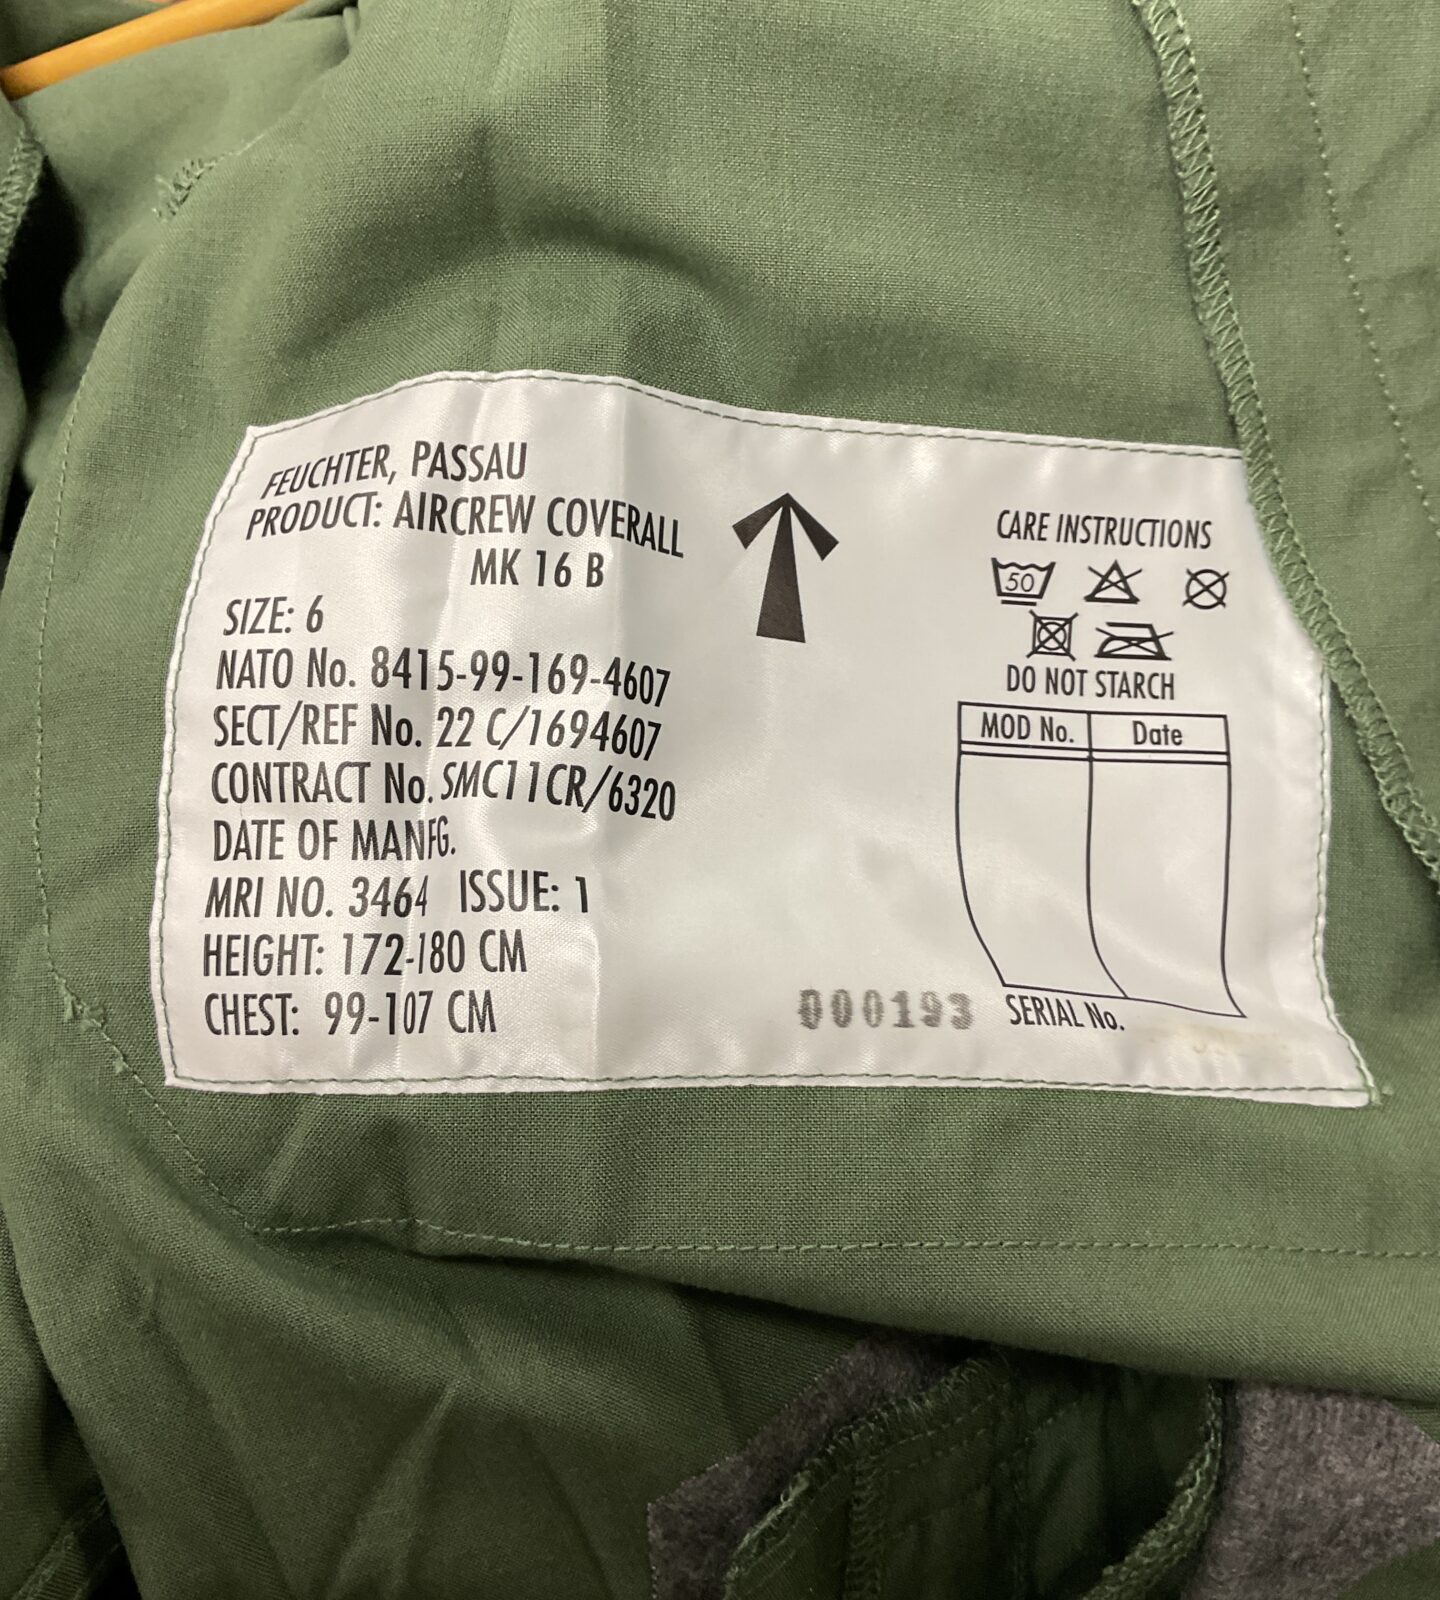 FEUCHTER, PASSAU
PRODUCT: AIRCREW COVERALL
MK 16 B
SIZE: 6
NATO No. 8415-99-169-4607
SECT/REF No. 22 C/1694607
CONTRACT No. SMC11CR/6320
DATE OF MANFG.
MRI NO. 3464 ISSUE: 1
HEIGHT: 172-180 CM
CHEST: 99-107 CM
CARE INSTRUCTIONS
50
DO NOT STARCH
MOD No. Date
000193 SERIAL No.